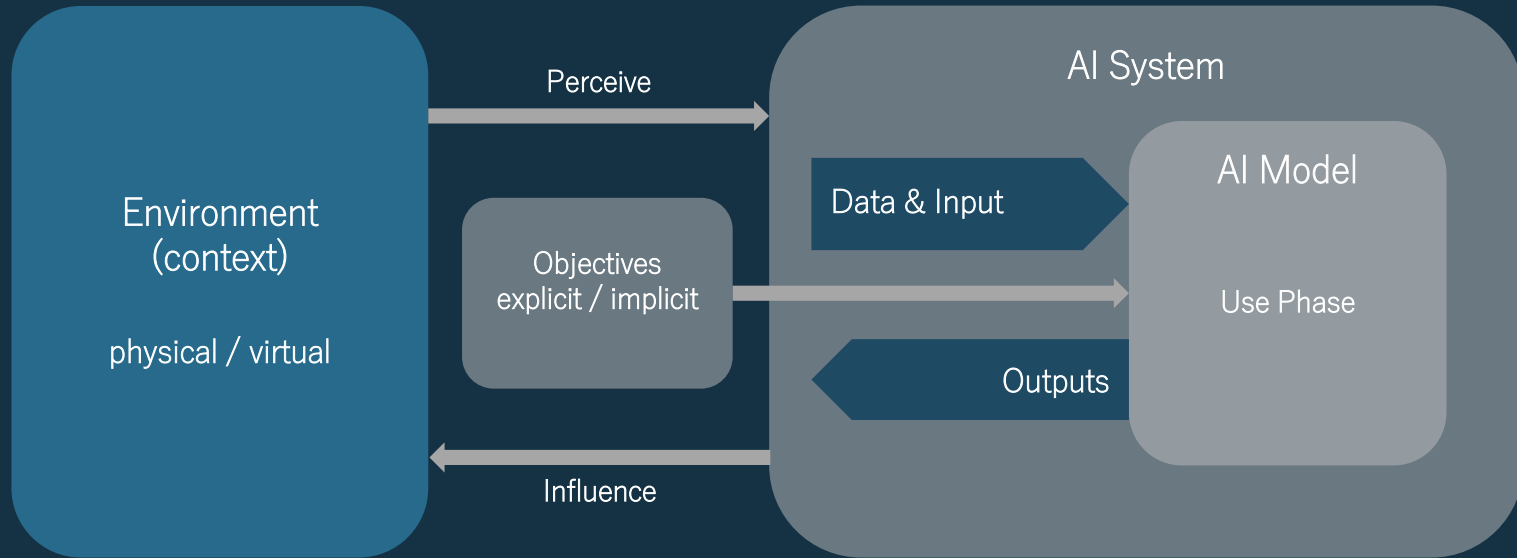 Environment
(context)
physical / virtual
Perceive
Objectives
explicit / implicit
Influence
AI System
Data & Input
AI Model
Use Phase
Outputs